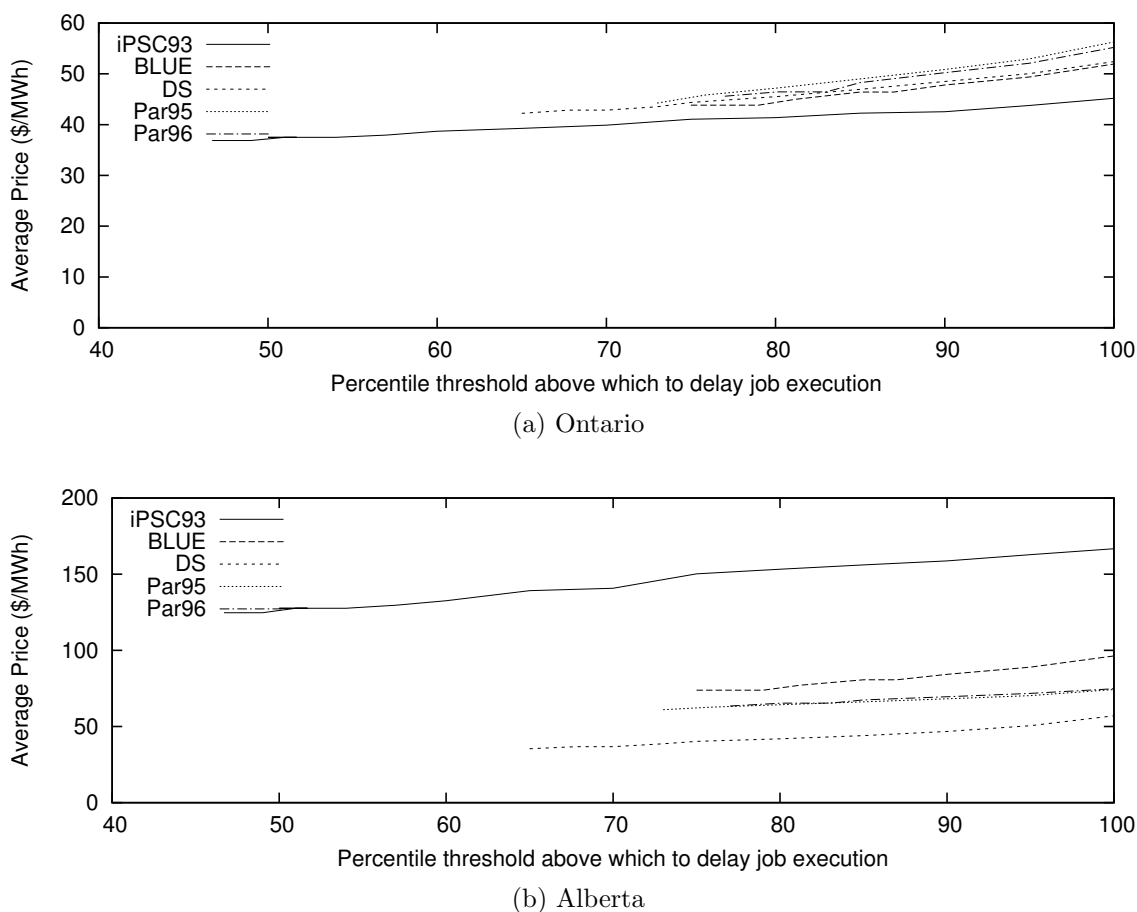 60
50
40
30
20
10
0
Average Price ($/MWh)
iPSC93
BLUE
DS
Par95
Par96
40 50 60 70 80 90 100
Percentile threshold above which to delay job execution
(a) Ontario
200
150
100
50
0
Average Price ($/MWh)
iPSC93
BLUE
DS
Par95
Par96
40 50 60 70 80 90 100
Percentile threshold above which to delay job execution
(b) Alberta